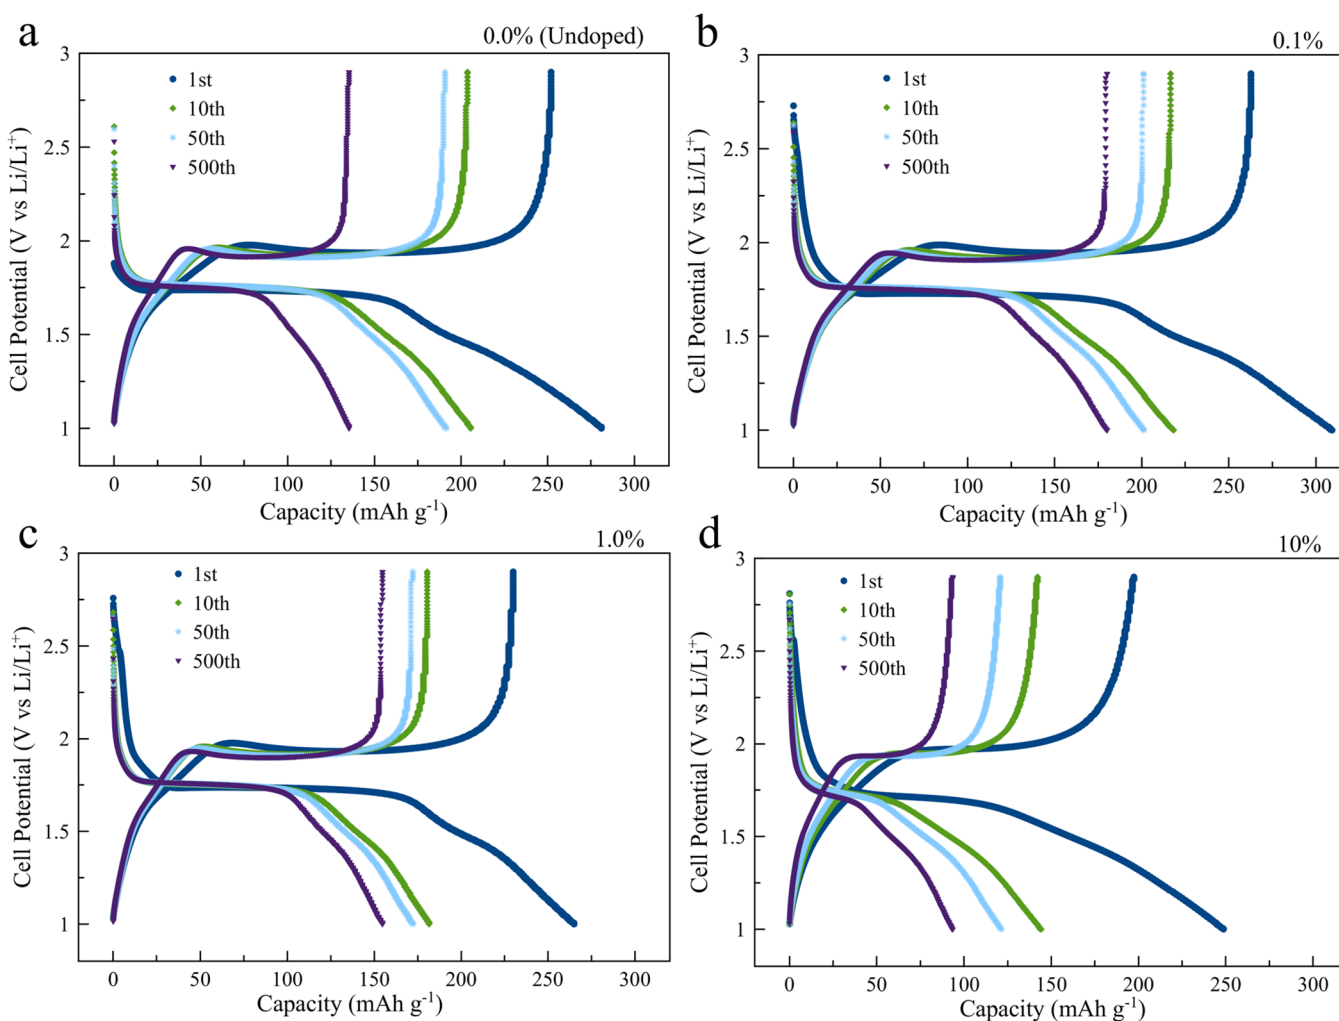 a
0.0% (Undoped)
3
2.5
2
1.5
1
Cell Potential (V vs Li/Li⁺)
1st
10th
50th
500th
0 50 100 150 200 250 300
Capacity (mAh g⁻¹)
b
0.1%
3
2.5
2
1.5
1
Cell Potential (V vs Li/Li⁺)
1st
10th
50th
500th
0 50 100 150 200 250 300
Capacity (mAh g⁻¹)
c
1.0%
3
2.5
2
1.5
1
Cell Potential (V vs Li/Li⁺)
1st
10th
50th
500th
0 50 100 150 200 250 300
Capacity (mAh g⁻¹)
d
10%
3
2.5
2
1.5
1
Cell Potential (V vs Li/Li⁺)
1st
10th
50th
500th
0 50 100 150 200 250 300
Capacity (mAh g⁻¹)